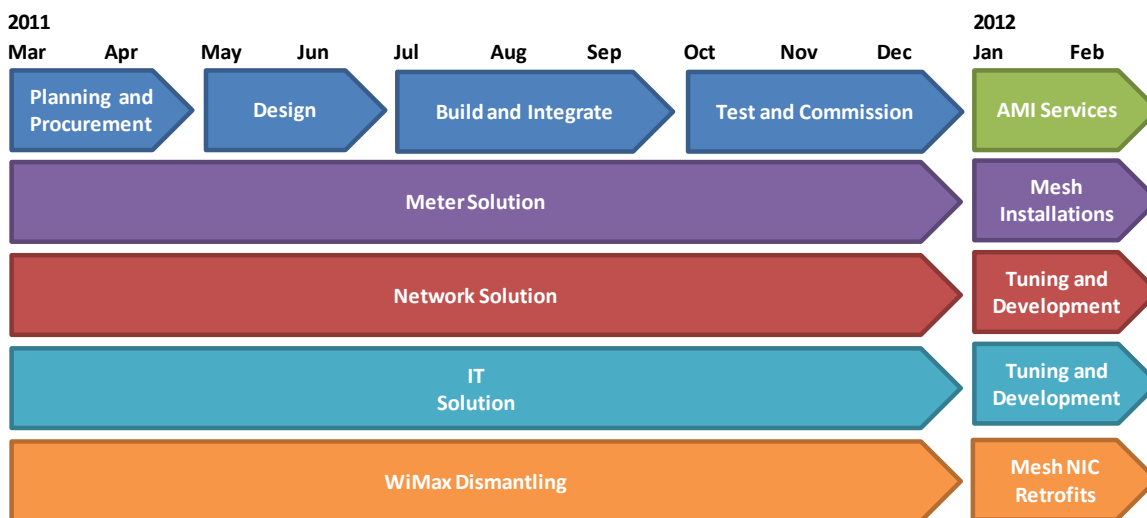 2011 2012
Mar Apr May Jun Jul Aug Sep Oct Nov Dec Jan Feb
Planning and
Procurement
Design
Build and Integrate
Test and Commission
AMI Services
Meter Solution
Mesh
Installations
Network Solution
Tuning and
Development
IT
Solution
Tuning and
Development
WiMax Dismantling
Mesh NIC
Retrofits